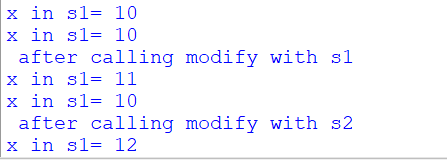 x in s1= 10
x in s1= 10
 after calling modify with s1
x in s1= 11
x in s1= 10
 after calling modify with s2
x in s1= 12